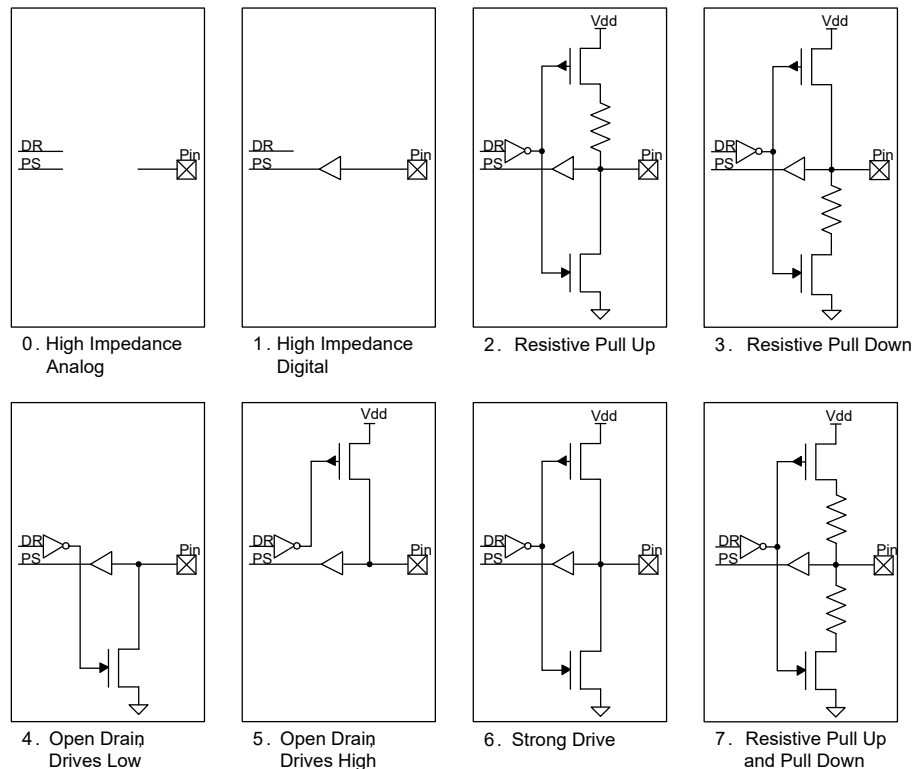 Vdd
Vdd
DR
PS
Pin
DR
PS
Pin
DR
PS
Pin
DR
PS
Pin
0. High Impedance
Analog
1. High Impedance
Digital
2. Resistive Pull Up
3. Resistive Pull Down
Vdd
Vdd
Vdd
DR
PS
Pin
DR
PS
Pin
DR
PS
Pin
DR
PS
Pin
4. Open Drain,
Drives Low
5. Open Drain,
Drives High
6. Strong Drive
7. Resistive Pull Up
and Pull Down